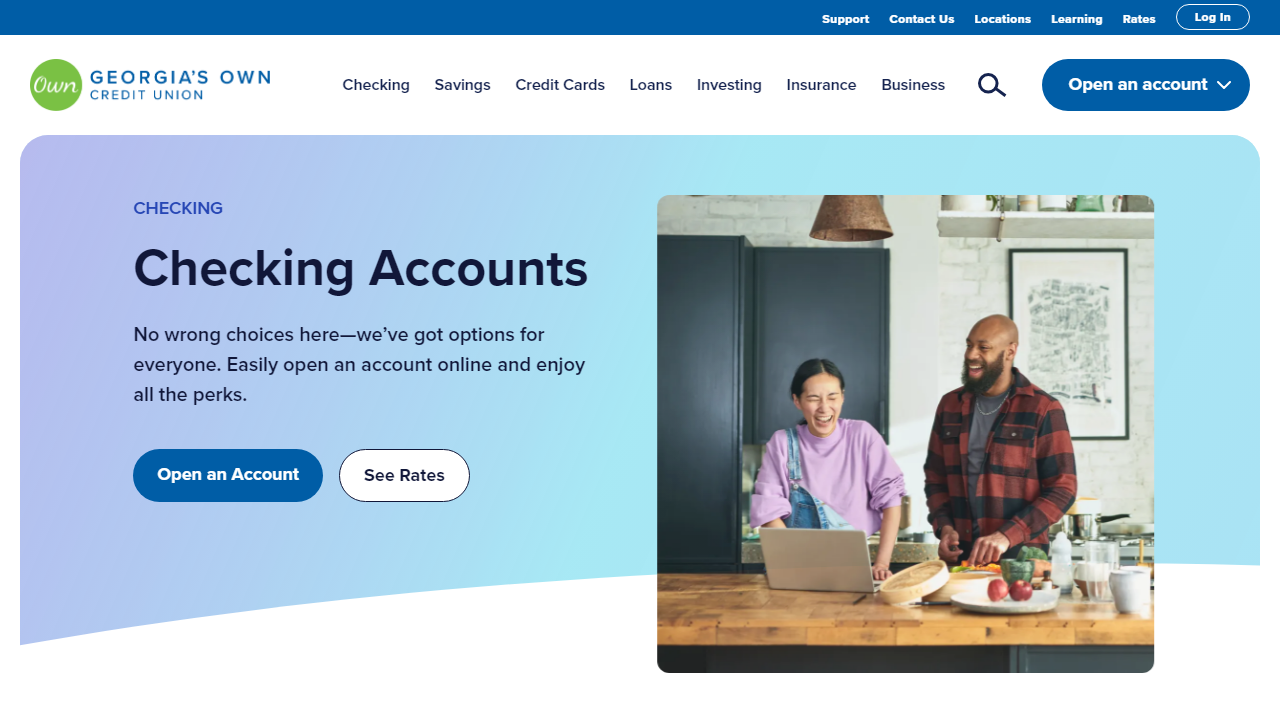 Support Contact Us Locations Learning Rates Log In
Own GEORGIA'S OWN
CREDIT UNION
Checking Savings Credit Cards Loans Investing Insurance Business Open an account
CHECKING
Checking Accounts
No wrong choices here—we've got options for
everyone. Easily open an account online and enjoy
all the perks.
Open an Account See Rates